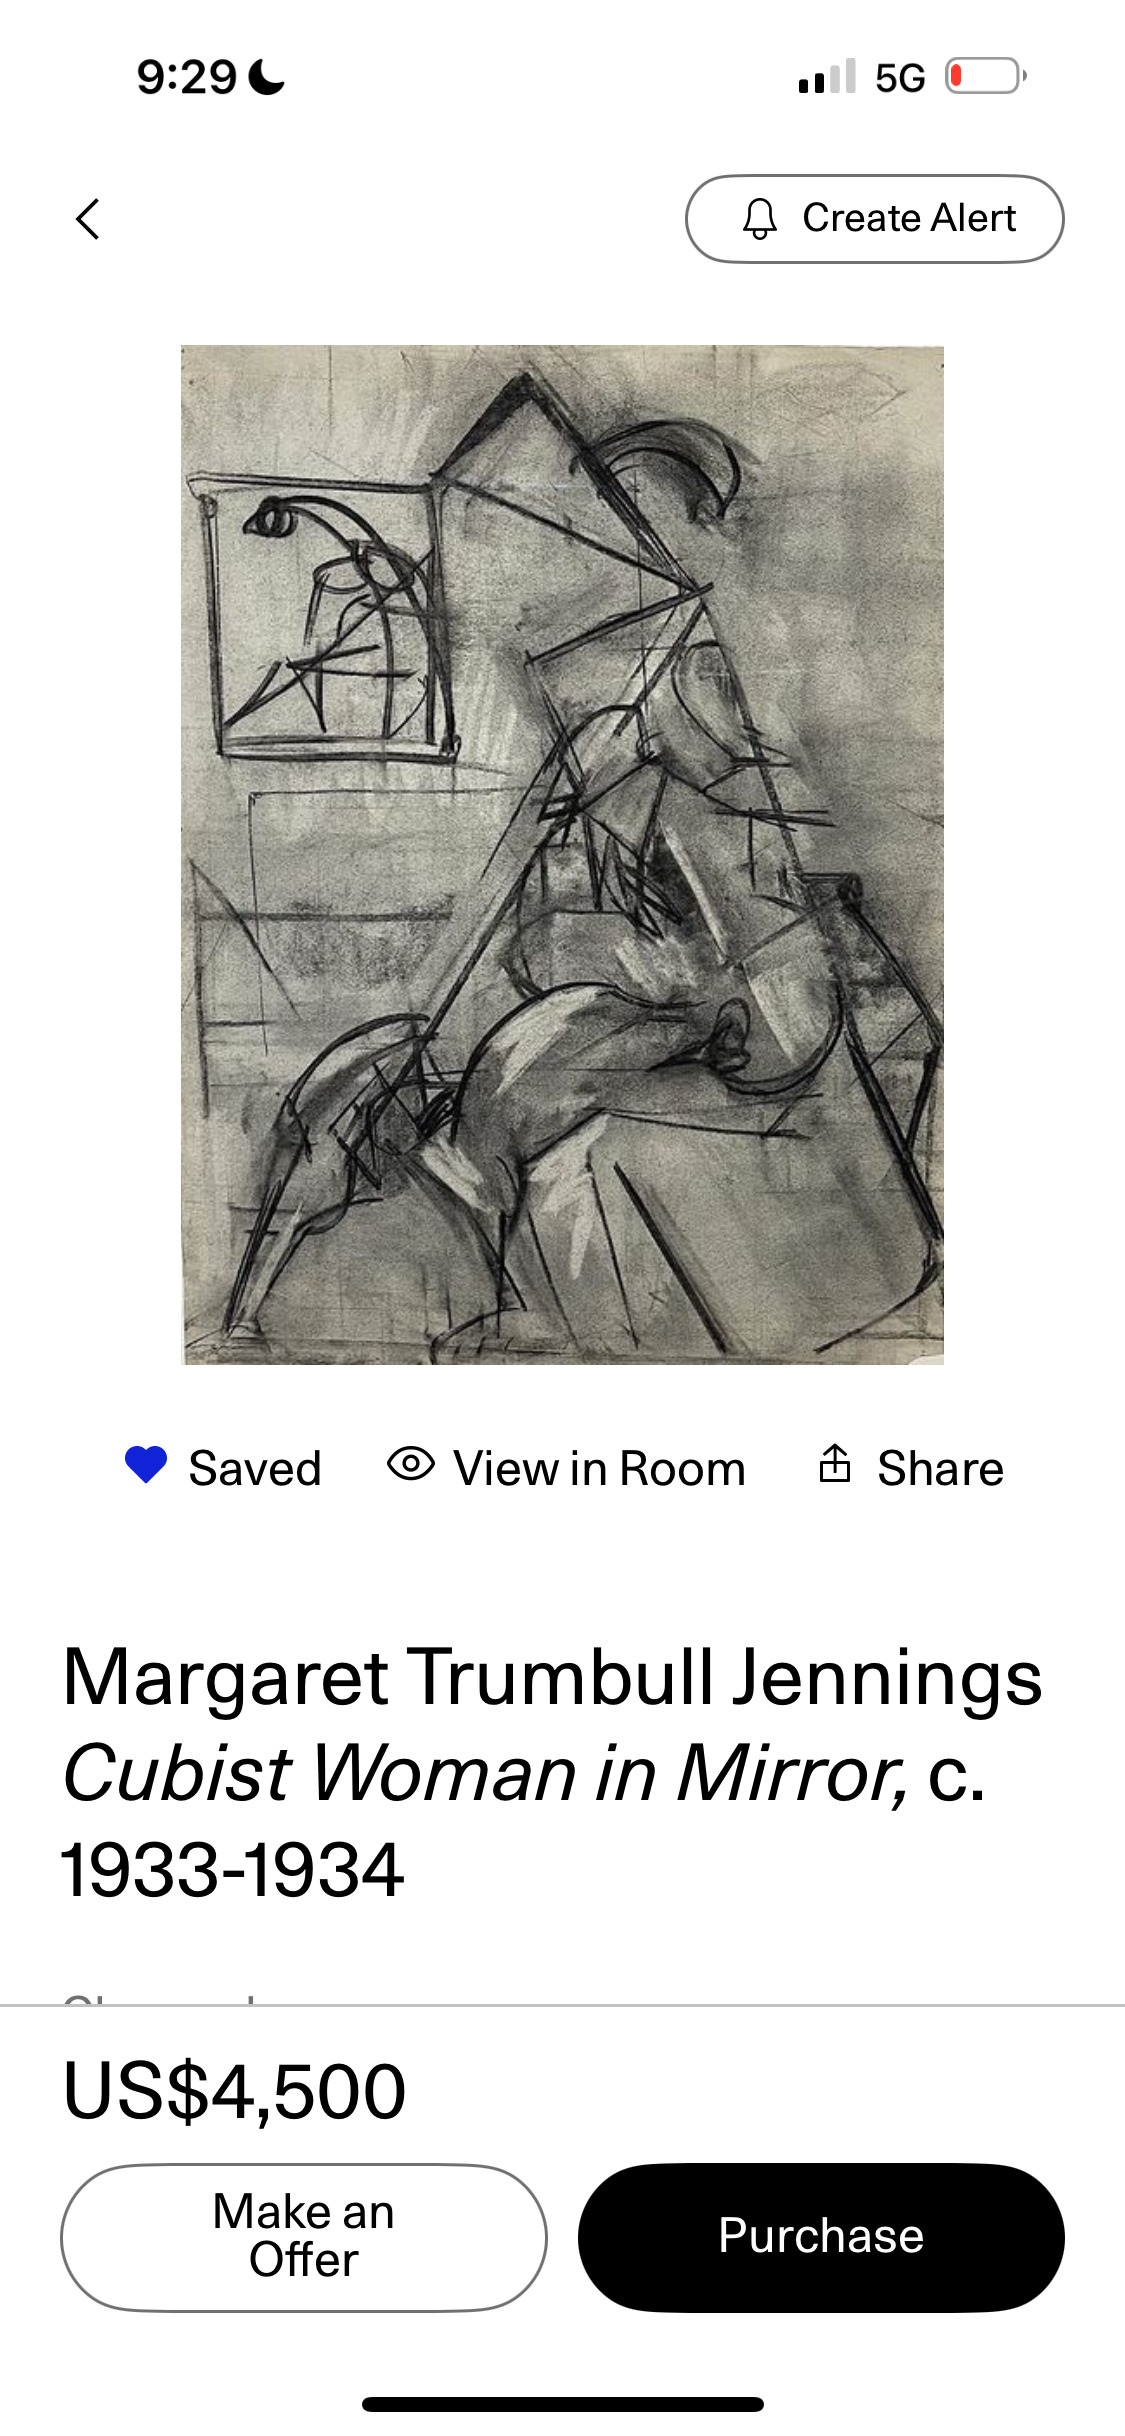 9:29
5G
Create Alert
Saved
View in Room
Share
Margaret Trumbull Jennings
Cubist Woman in Mirror, c.
1933-1934
US$4,500
Make an
Offer
Purchase